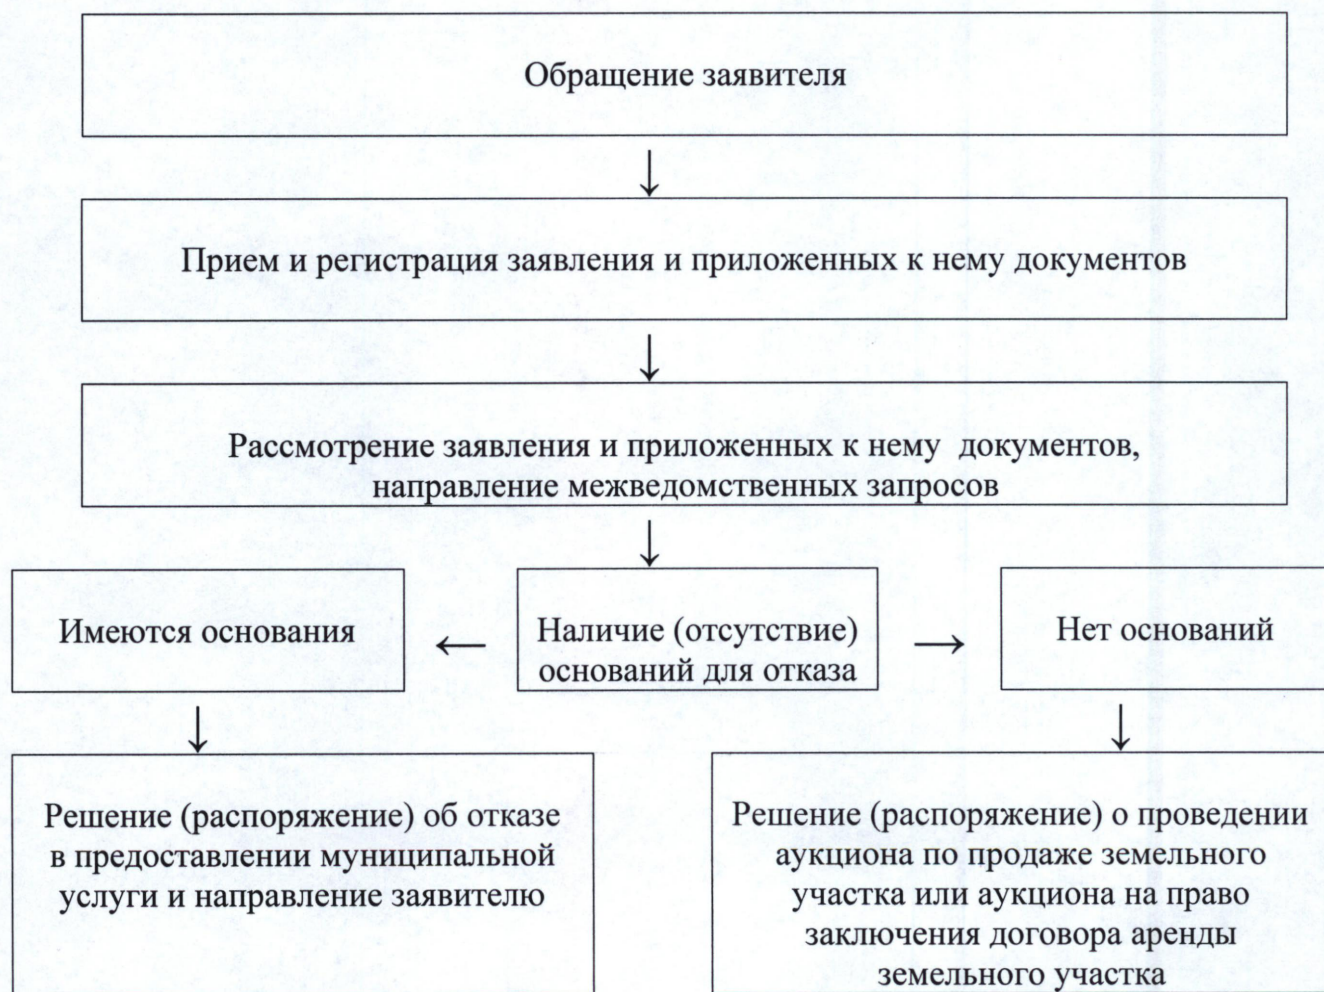 Обращение заявителя
↓
Прием и регистрация заявления и приложенных к нему документов
↓
Рассмотрение заявления и приложенных к нему документов,
направление межведомственных запросов
↓
Имеются основания
←
Наличие (отсутствие)
оснований для отказа
→
Нет оснований
↓
↓
Решение (распоряжение) об отказе
в предоставлении муниципальной
услуги и направление заявителю
Решение (распоряжение) о проведении
аукциона по продаже земельного
участка или аукциона на право
заключения договора аренды
земельного участка